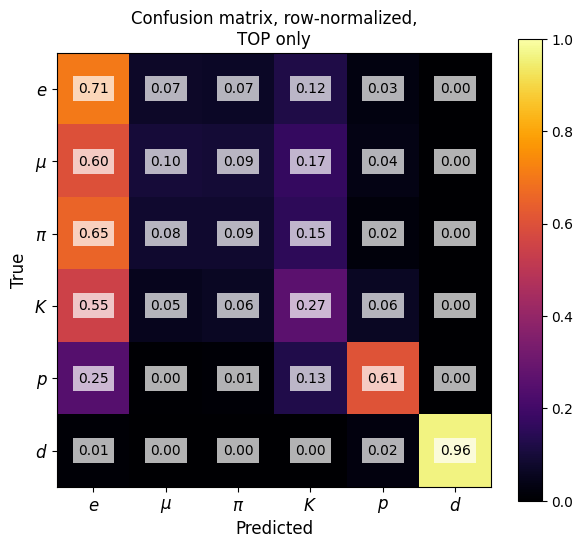 Confusion matrix, row-normalized,
TOP only
True
e 0.71 0.07 0.07 0.12 0.03 0.00
μ 0.60 0.10 0.09 0.17 0.04 0.00
π 0.65 0.08 0.09 0.15 0.02 0.00
K 0.55 0.05 0.06 0.27 0.06 0.00
p 0.25 0.00 0.01 0.13 0.61 0.00
d 0.01 0.00 0.00 0.00 0.02 0.96
e μ π K p d
Predicted
1.0
0.8
0.6
0.4
0.2
0.0